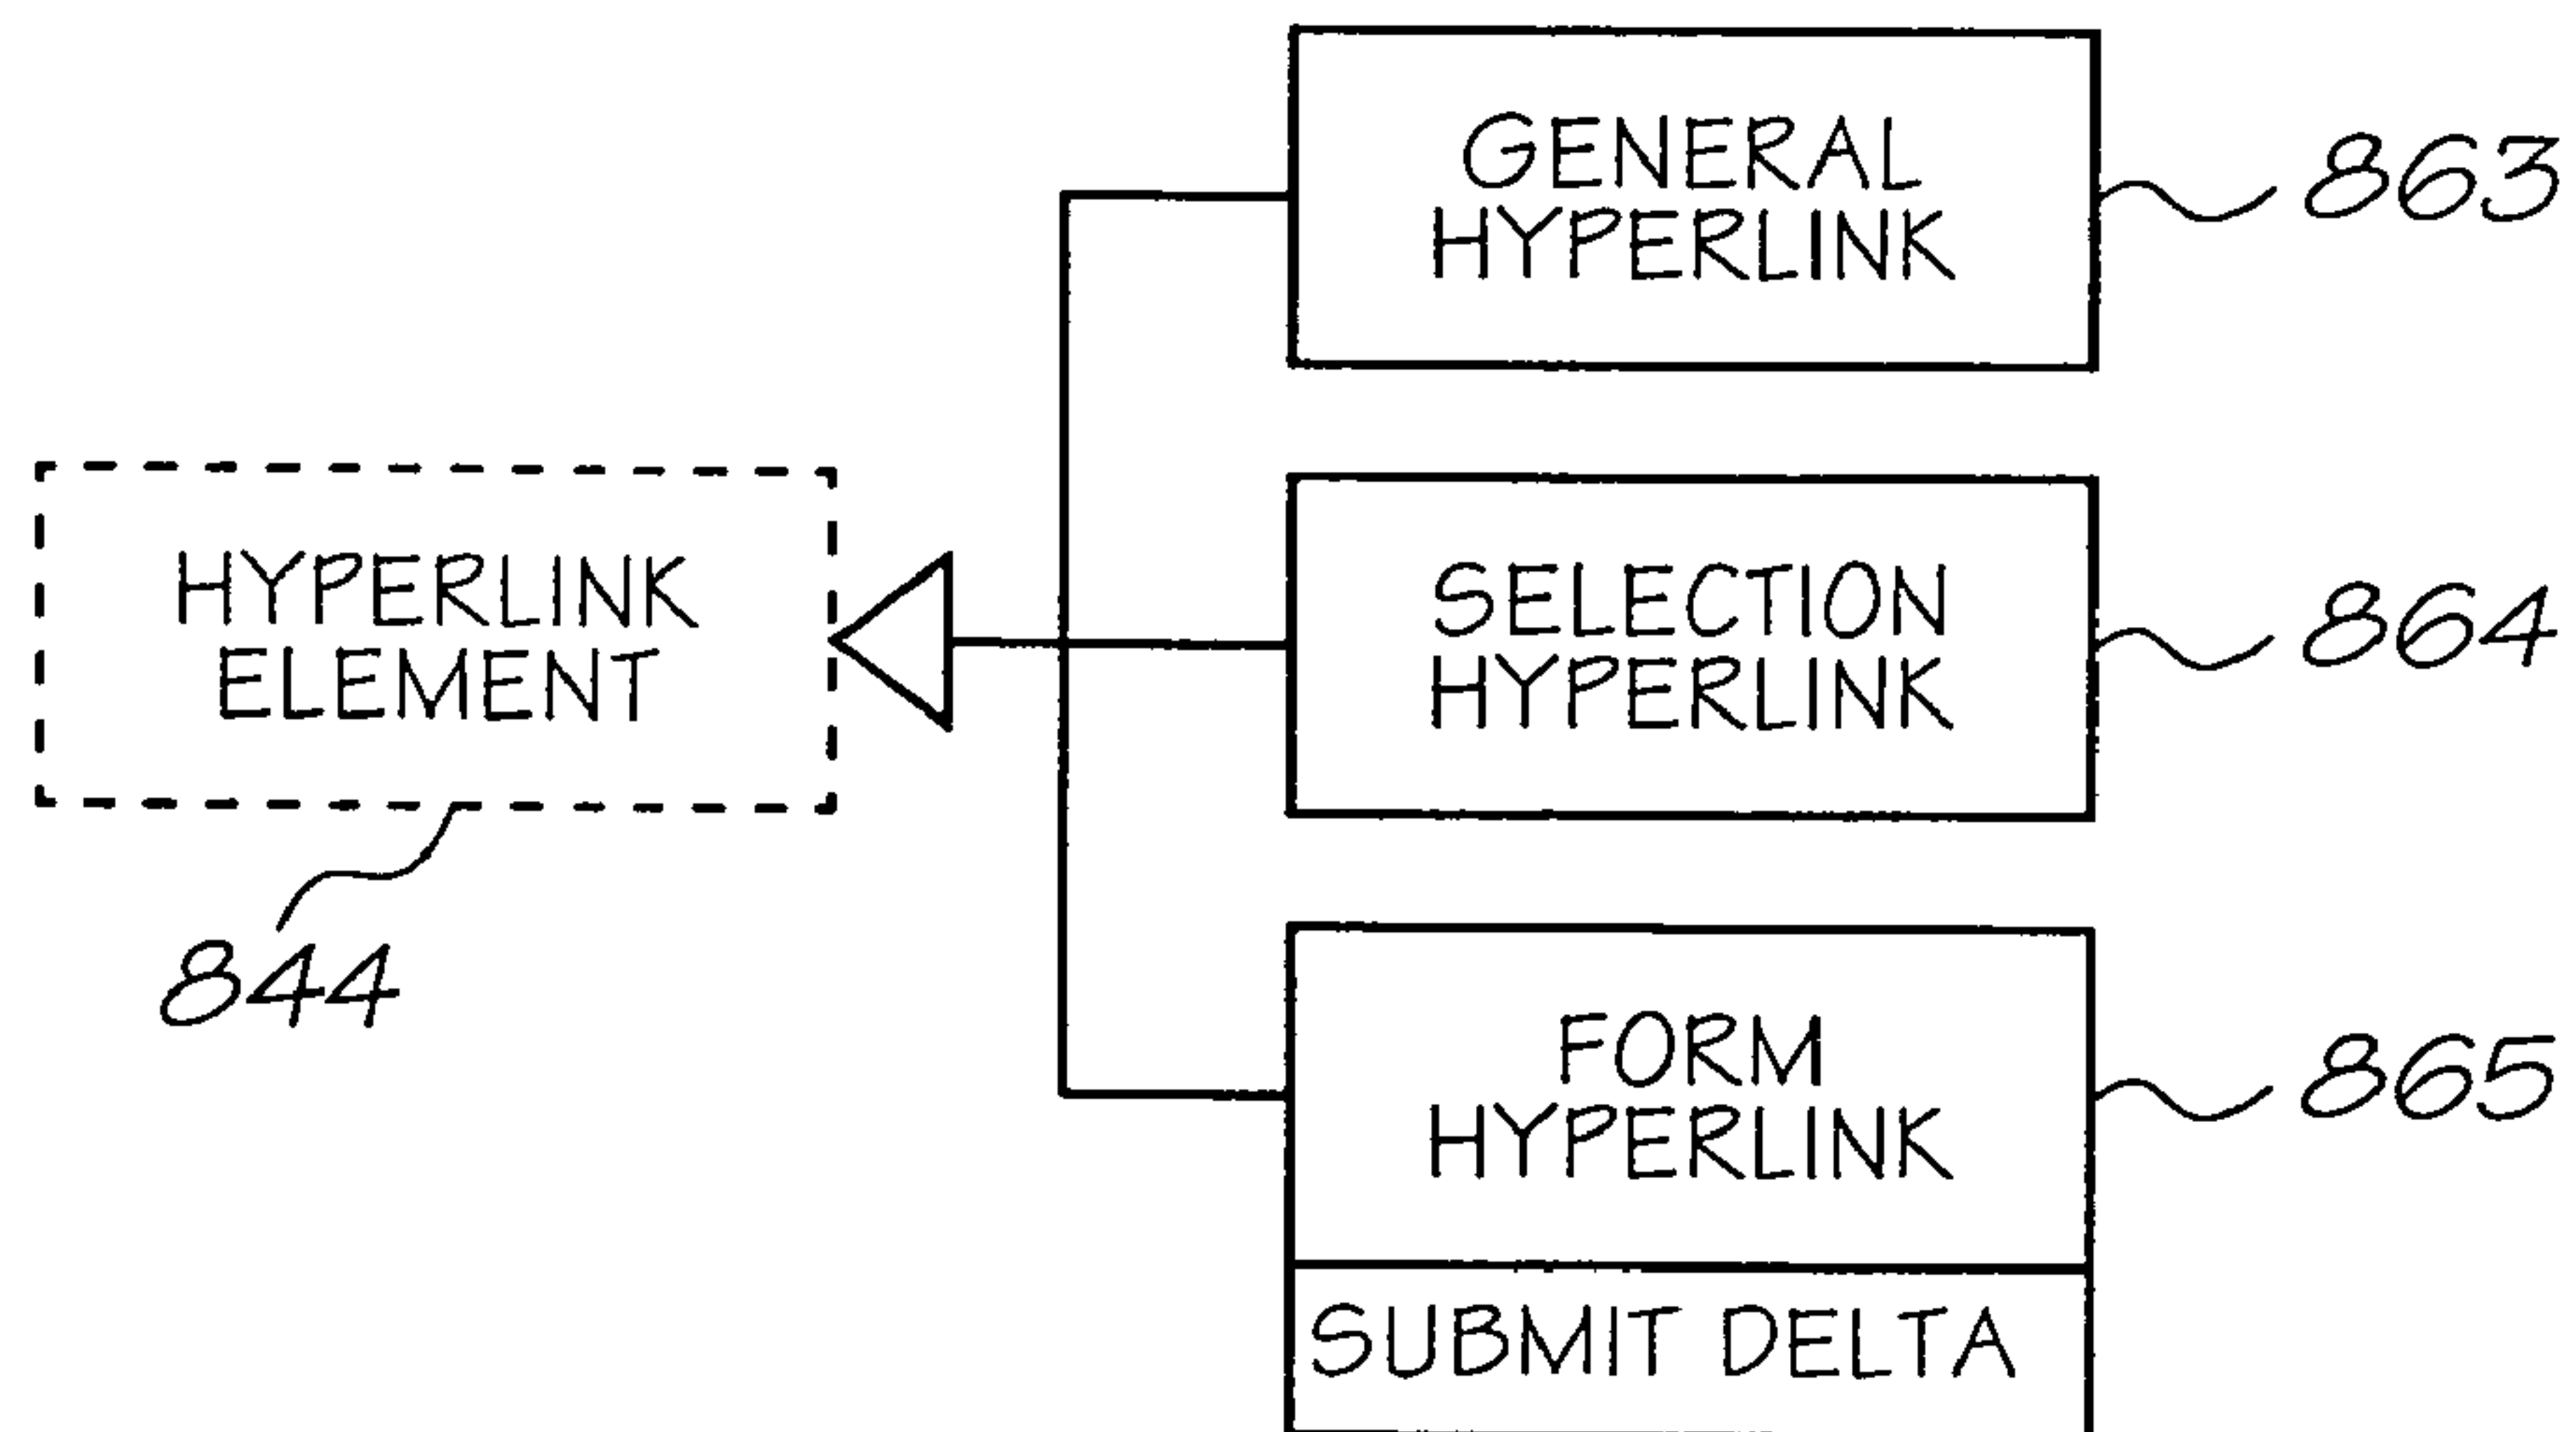 GENERAL
HYPERLINK
863
HYPERLINK
ELEMENT
844
SELECTION
HYPERLINK
864
FORM
HYPERLINK
865
SUBMIT DELTA